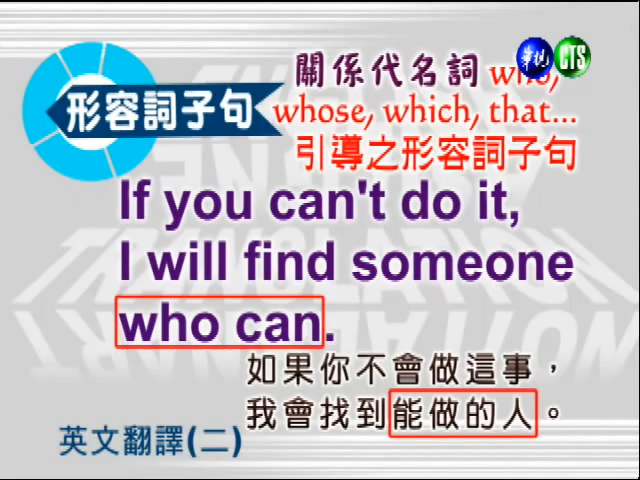 形容詞子句
關係代名詞 who,
whose, which, that...
引導之形容詞子句
華視 CTS
If you can't do it,
I will find someone
who can.
如果你不會做這事，
我會找到能做的人。
英文翻譯(二)